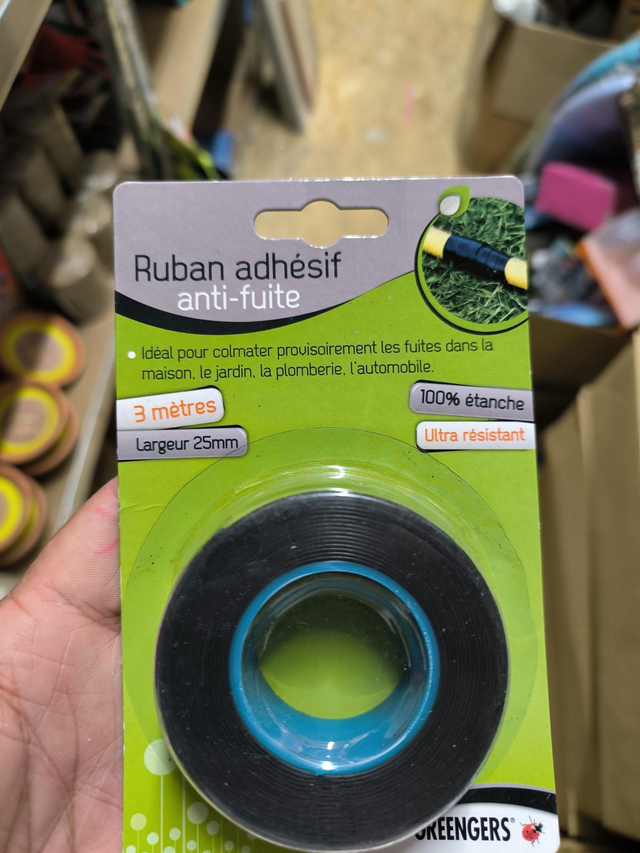 Ruban adhésif
anti-fuite
Idéal pour colmater provisoirement les fuites dans la
maison, le jardin, la plomberie, l'automobile.
3 mètres
100% étanche
Largeur 25mm
Ultra résistant
GREENGERS®